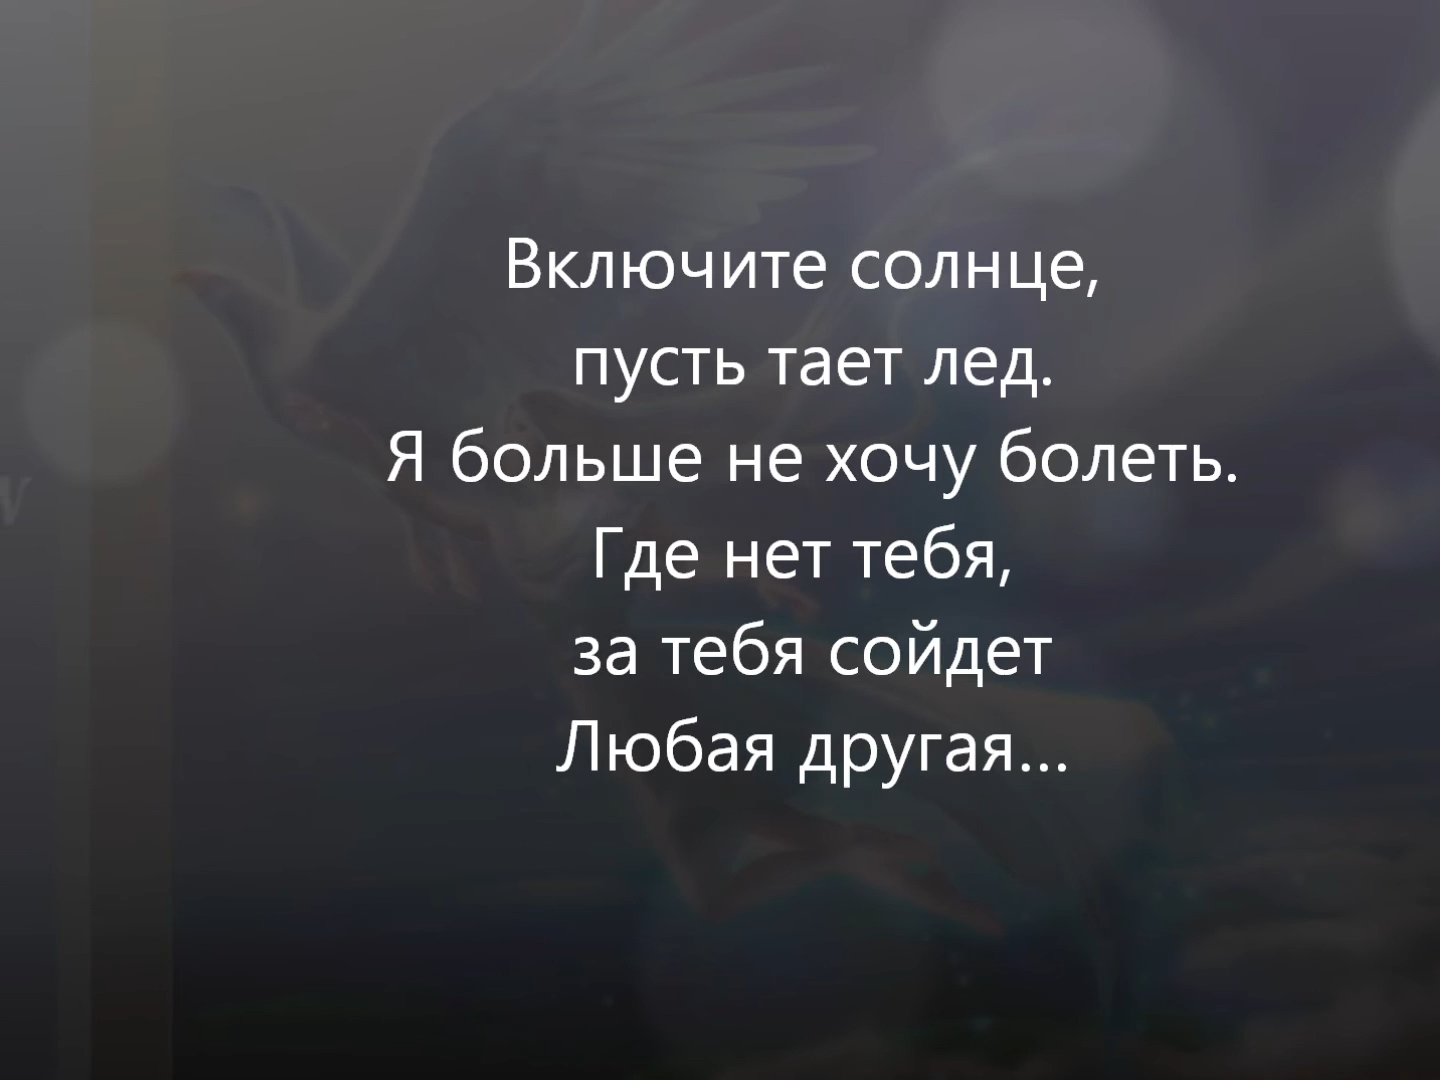 Включите солнце,
пусть тает лед.
Я больше не хочу болеть.
Где нет тебя,
за тебя сойдет
Любая другая...